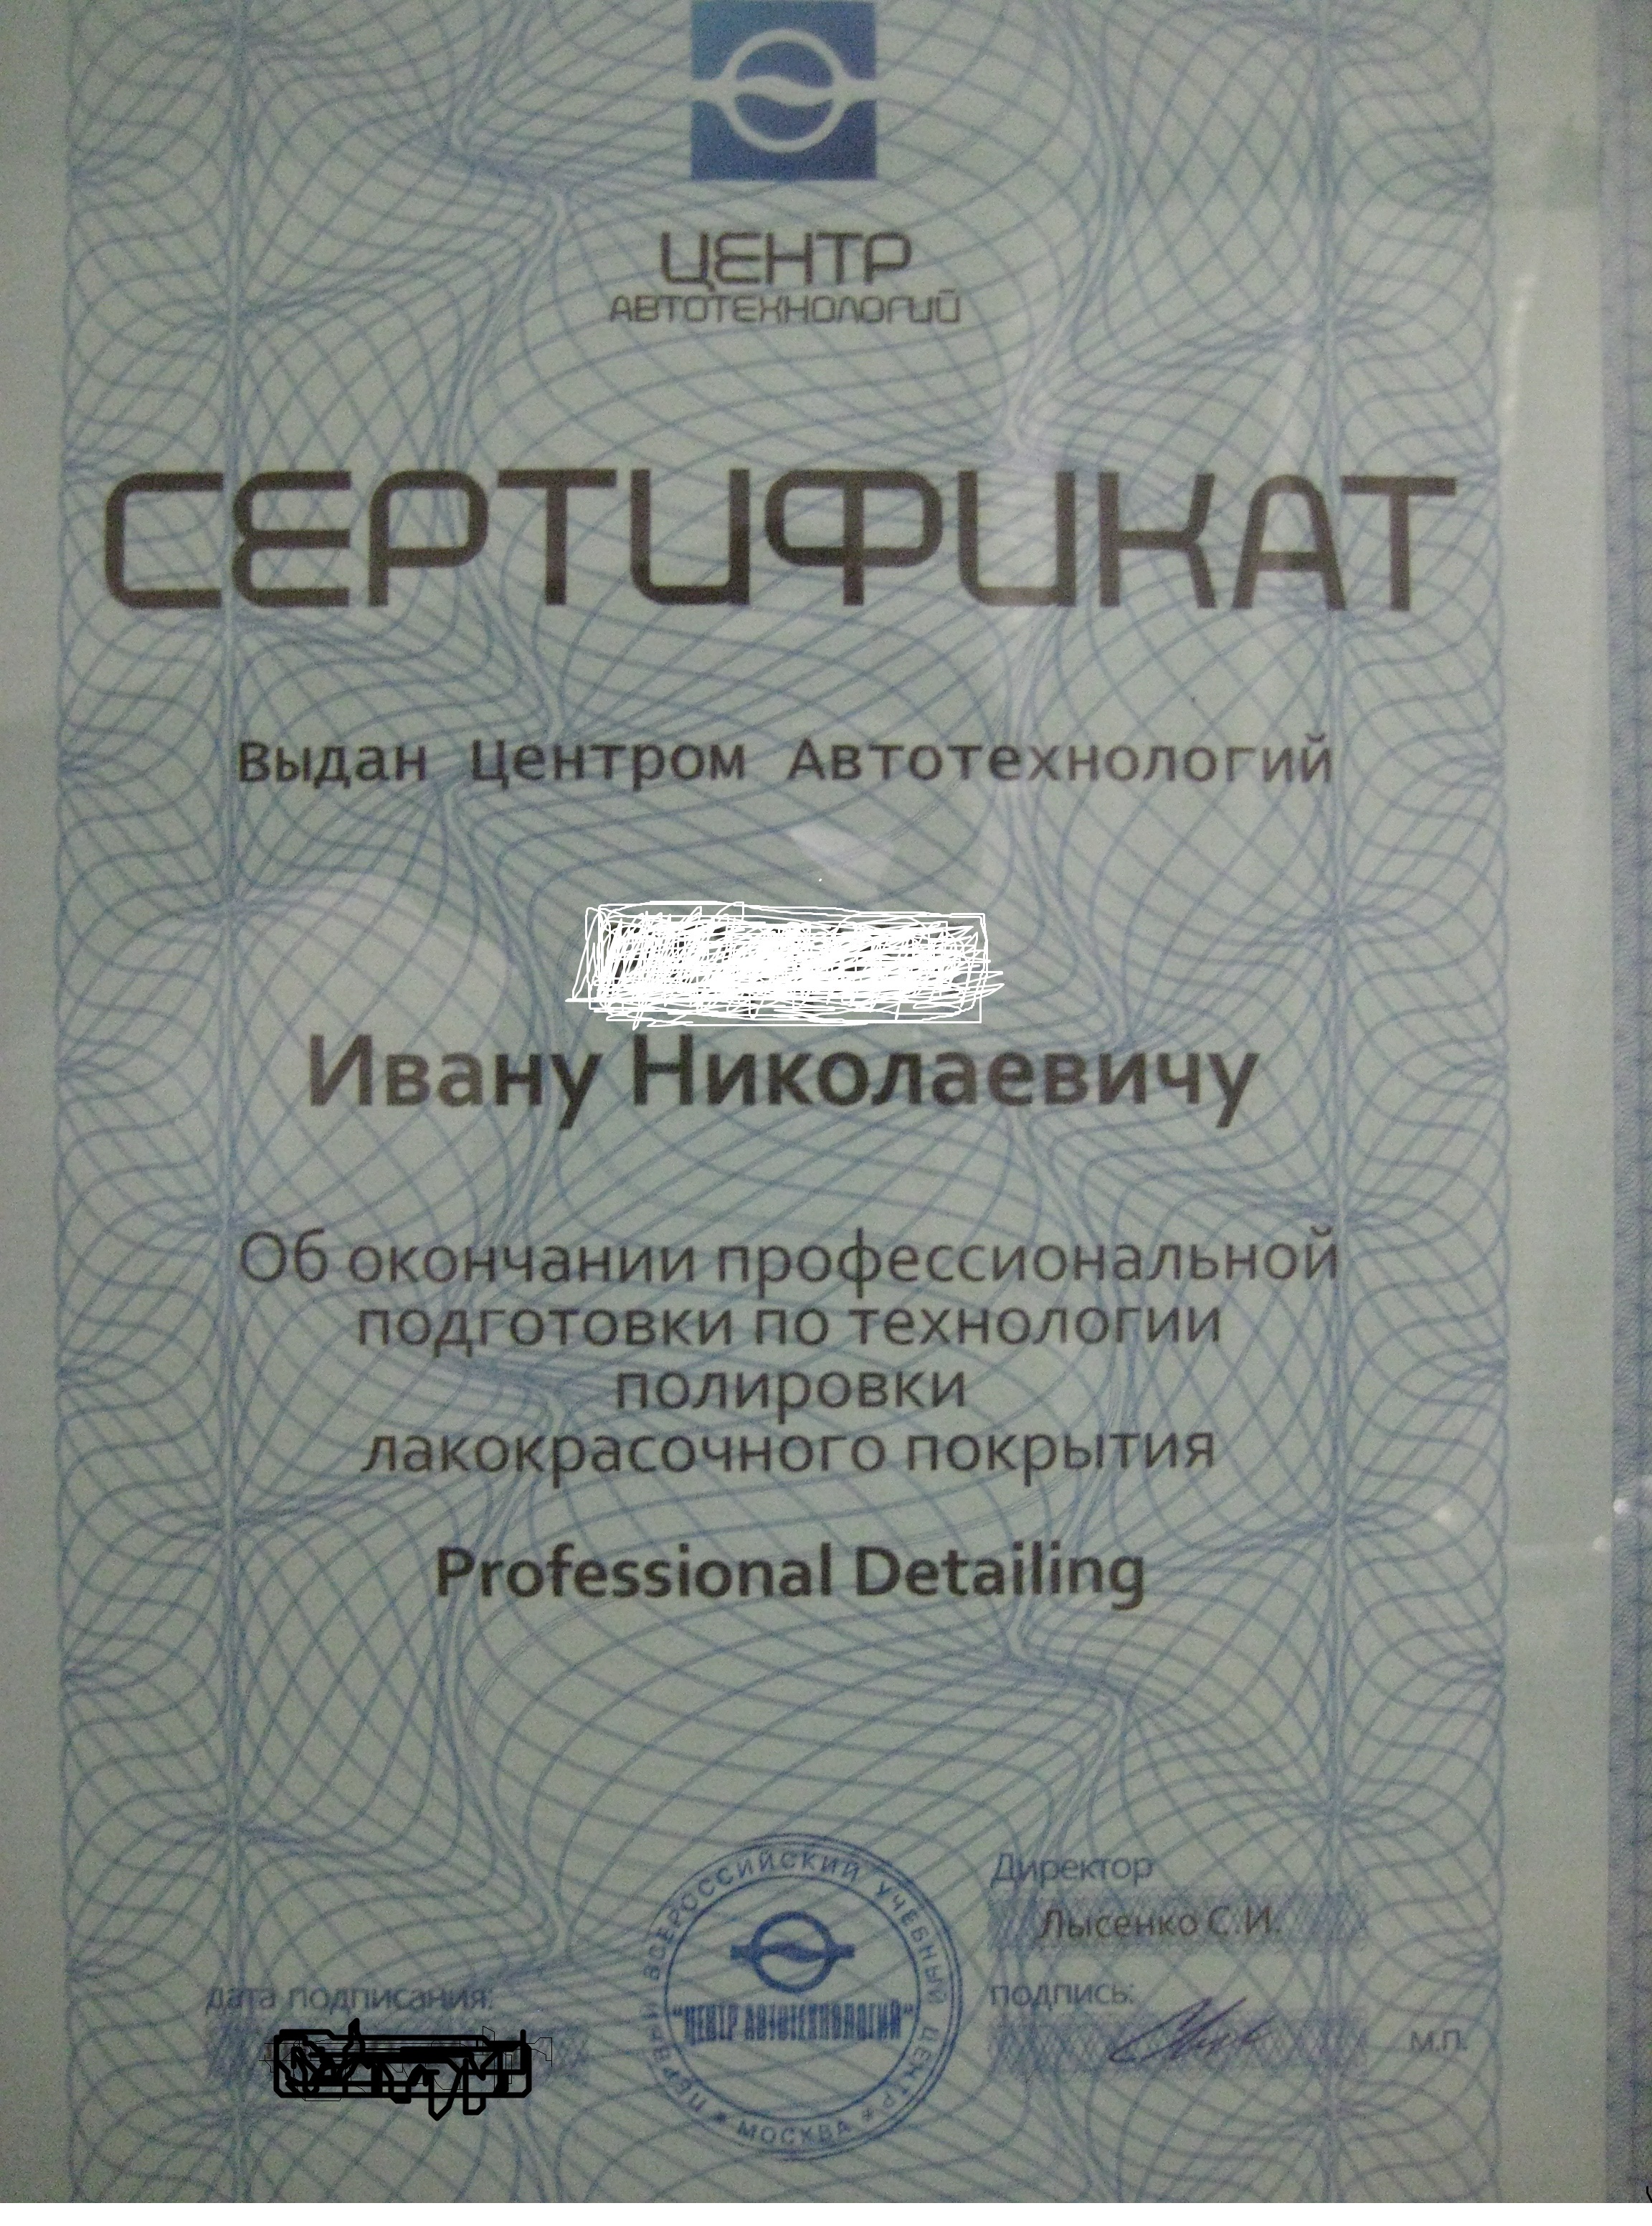 ЦЕНТР
АВТОТЕХНОЛОГИЙ
СЕРТИФИКАТ
Выдан Центром Автотехнологий
Ивану Николаевичу
Об окончании профессиональной
подготовки по технологии
полировки
лакокрасочного покрытия
Professional Detailing
Директор
Лысенко С.И.
дата подписания:
подпись:
м.п.
ПЕРВЫЙ ВСЕРОССИЙСКИЙ УЧЕБНЫЙ ЦЕНТР * МОСКВА *
"ЦЕНТР АВТОТЕХНОЛОГИЙ"